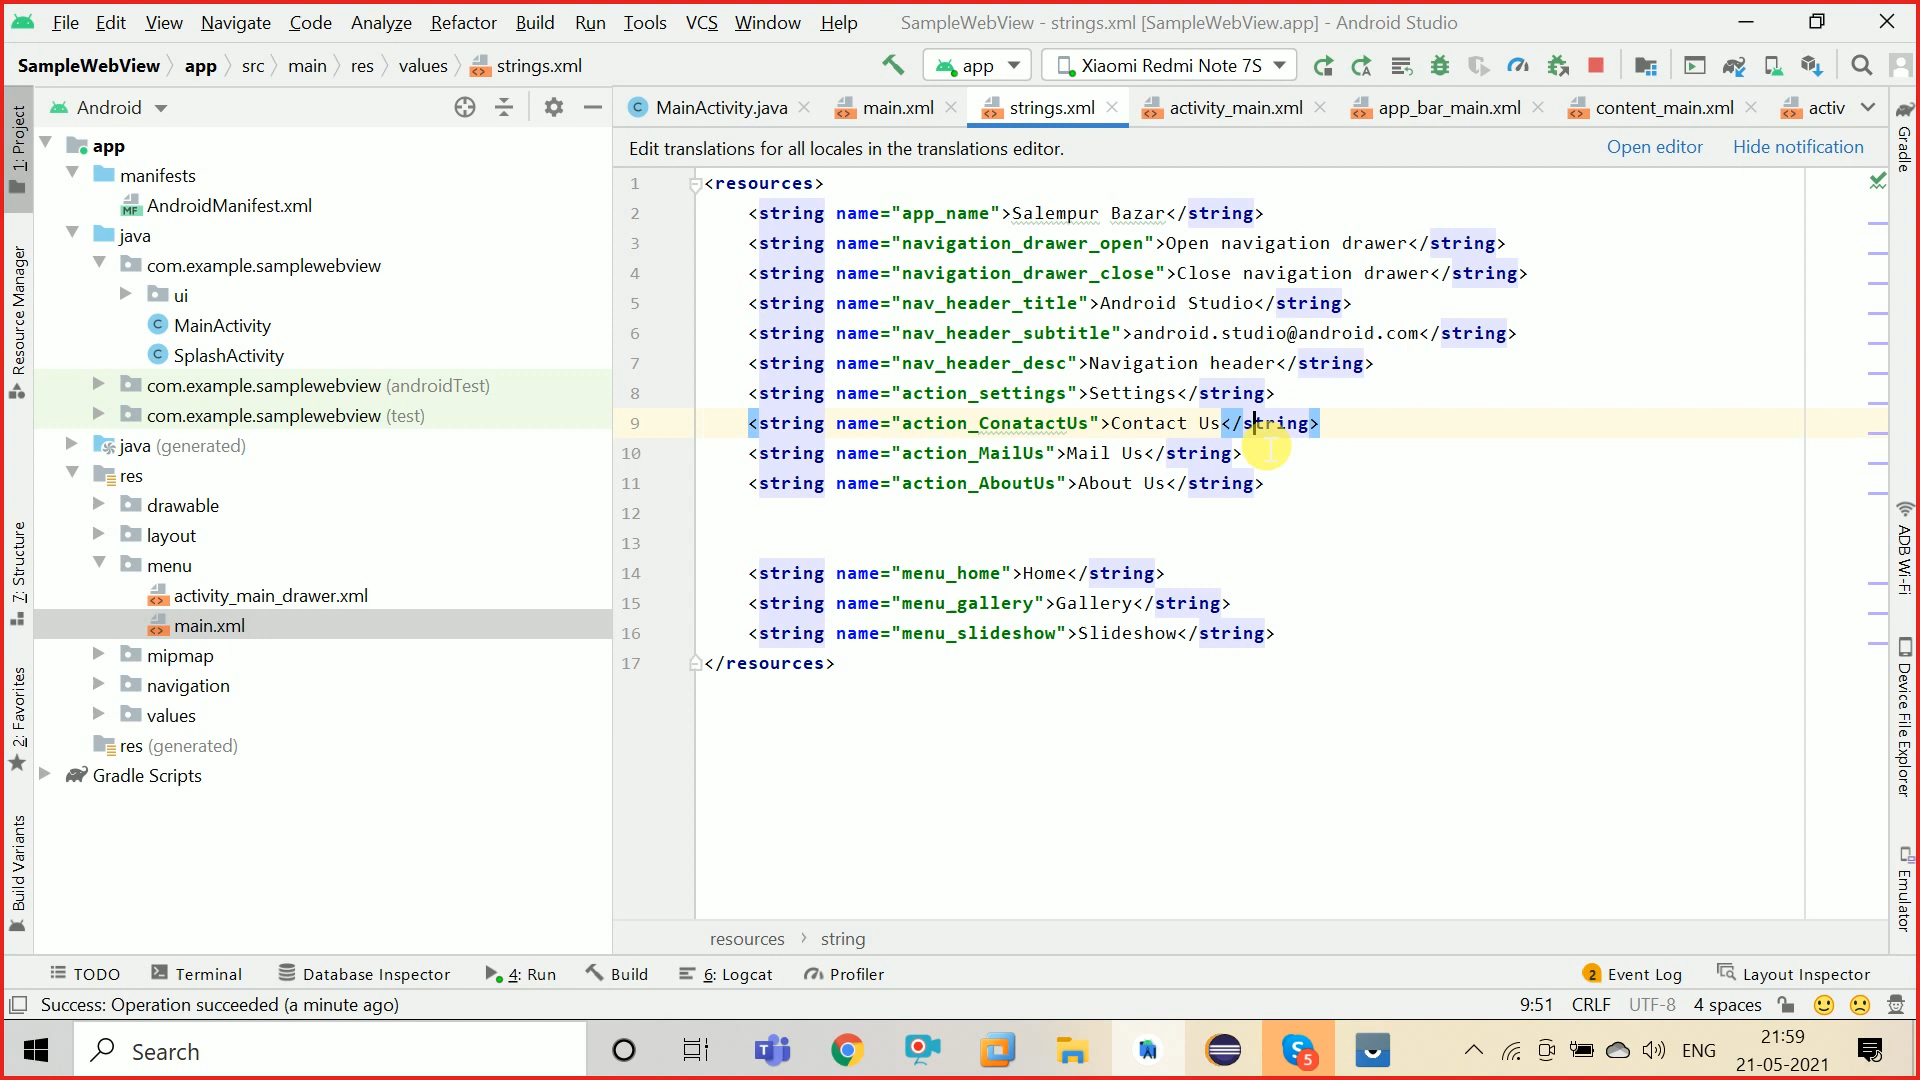 File Edit View Navigate Code Analyze Refactor Build Run Tools VCS Window Help SampleWebView - strings.xml [SampleWebView.app] - Android Studio
SampleWebView app src main res values strings.xml app Xiaomi Redmi Note 7S
Android
MainActivity.java main.xml strings.xml activity_main.xml app_bar_main.xml content_main.xml activ
Edit translations for all locales in the translations editor. Open editor Hide notification
1: Project
Resource Manager
7: Structure
2: Favorites
Build Variants
app
manifests
AndroidManifest.xml
java
com.example.samplewebview
ui
MainActivity
SplashActivity
com.example.samplewebview (androidTest)
com.example.samplewebview (test)
java (generated)
res
drawable
layout
menu
activity_main_drawer.xml
main.xml
mipmap
navigation
values
res (generated)
Gradle Scripts
1 <resources>
2 <string name="app_name">Salempur Bazar</string>
3 <string name="navigation_drawer_open">Open navigation drawer</string>
4 <string name="navigation_drawer_close">Close navigation drawer</string>
5 <string name="nav_header_title">Android Studio</string>
6 <string name="nav_header_subtitle">android.studio@android.com</string>
7 <string name="nav_header_desc">Navigation header</string>
8 <string name="action_settings">Settings</string>
9 <string name="action_ConatactUs">Contact Us</string>
10 <string name="action_MailUs">Mail Us</string>
11 <string name="action_AboutUs">About Us</string>
12
13
14 <string name="menu_home">Home</string>
15 <string name="menu_gallery">Gallery</string>
16 <string name="menu_slideshow">Slideshow</string>
17 </resources>
resources string
Gradle
ADB Wi-Fi
Device File Explorer
Emulator
TODO Terminal Database Inspector 4: Run Build 6: Logcat Profiler 2 Event Log Layout Inspector
Success: Operation succeeded (a minute ago) 9:51 CRLF UTF-8 4 spaces
Search 5 ENG 21:59
21-05-2021